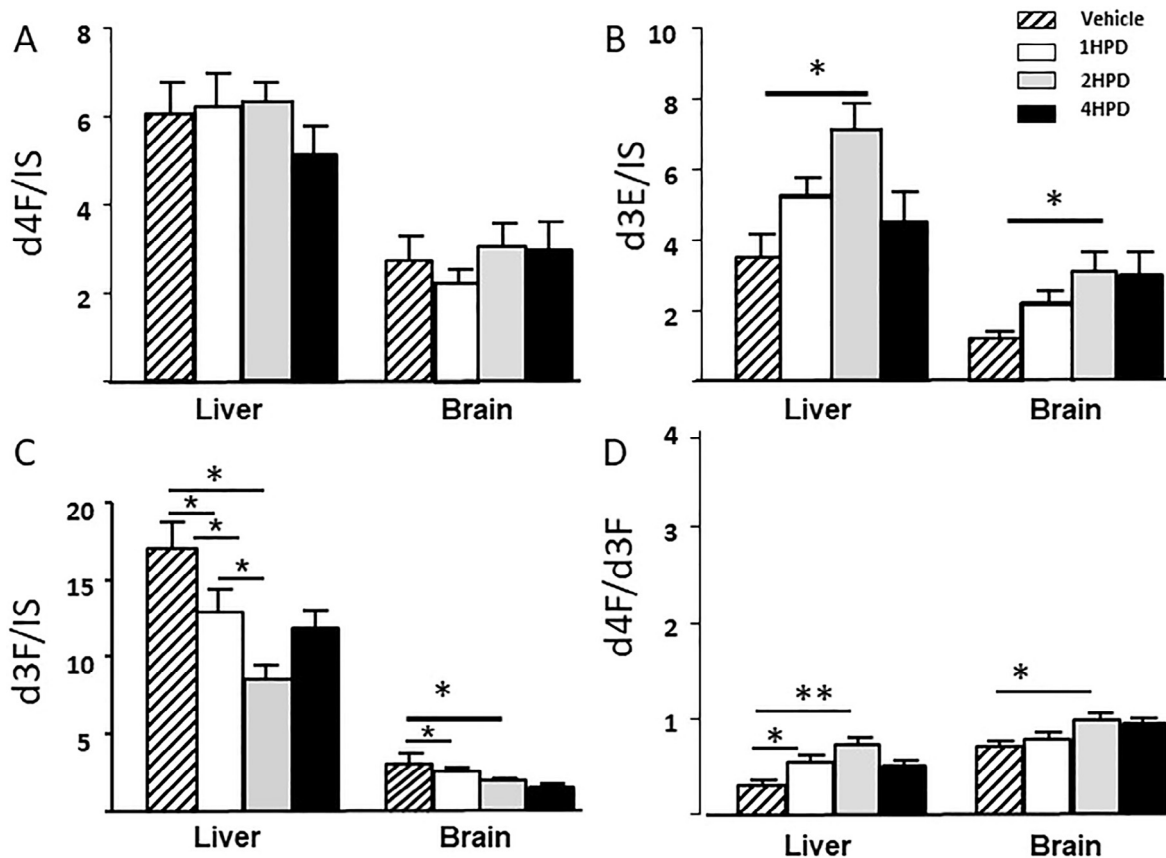 A
d4F/IS
8
6
4
2
Liver Brain
B
d3E/IS
10
8
6
4
2
*
*
Liver Brain
Vehicle
1HPD
2HPD
4HPD
C
d3F/IS
20
15
10
5
*
*
*
*
*
*
Liver Brain
D
d4F/d3F
4
3
2
1
**
*
*
Liver Brain